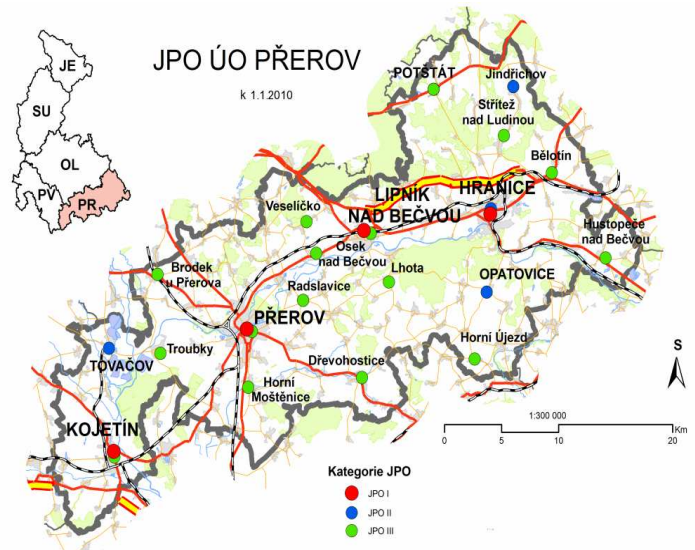 JPO ÚO PŘEROV
k 1.1.2010
JE
SU
OL
PV
PR
POTŠTÁT
Jindřichov
Střítež
nad Ludinou
Bělotín
LIPNÍK
NAD BEČVOU
HRANICE
Veselíčko
Hustopeče
nad Bečvou
Osek
nad Bečvou
Brodek
u Přerova
Lhota
OPATOVICE
Radslavice
PŘEROV
Horní Újezd
TOVAČOV
Troubky
Dřevohostice
Horní
Moštěnice
KOJETÍN
S
1:300 000
0 5 10 20 Km
Kategorie JPO
JPO I
JPO II
JPO III